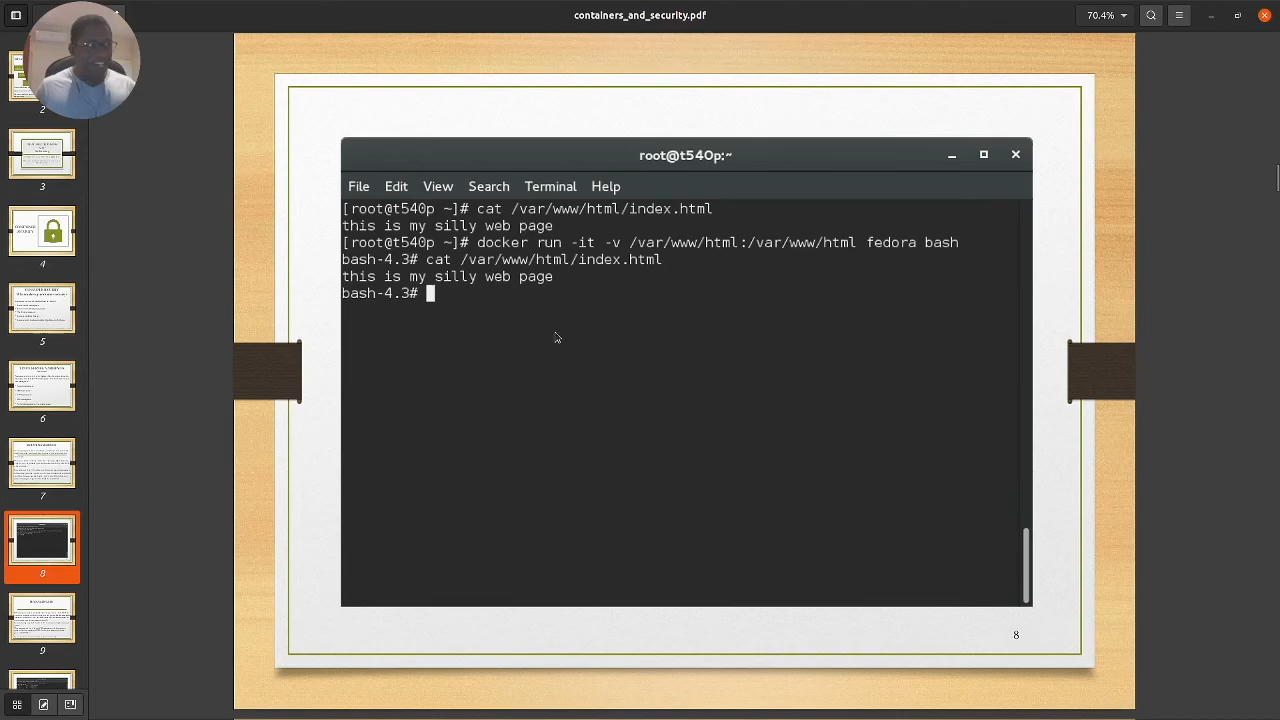 containers_and_security.pdf
70.4%
2
3
CONTAINER
SECURITY
4
5
6
7
8
9
root@t540p:~
File Edit View Search Terminal Help
[root@t540p ~]# cat /var/www/html/index.html
this is my silly web page
[root@t540p ~]# docker run -it -v /var/www/html:/var/www/html fedora bash
bash-4.3# cat /var/www/html/index.html
this is my silly web page
bash-4.3#
8